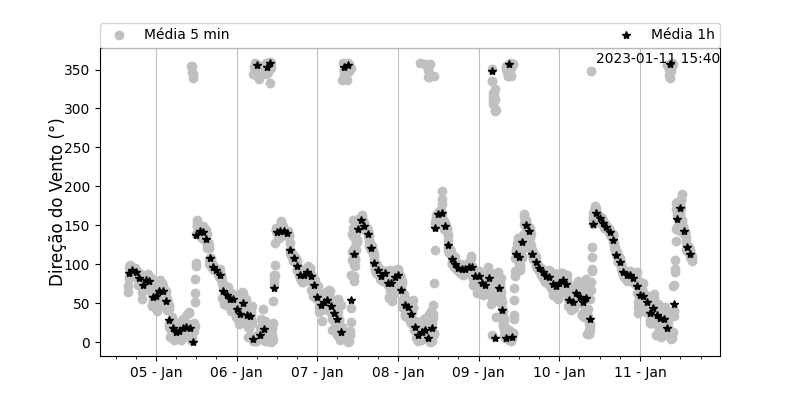 Média 5 min
Média 1h
2023-01-11 15:40
Direção do Vento (°)
350
300
250
200
150
100
50
0
05 - Jan
06 - Jan
07 - Jan
08 - Jan
09 - Jan
10 - Jan
11 - Jan